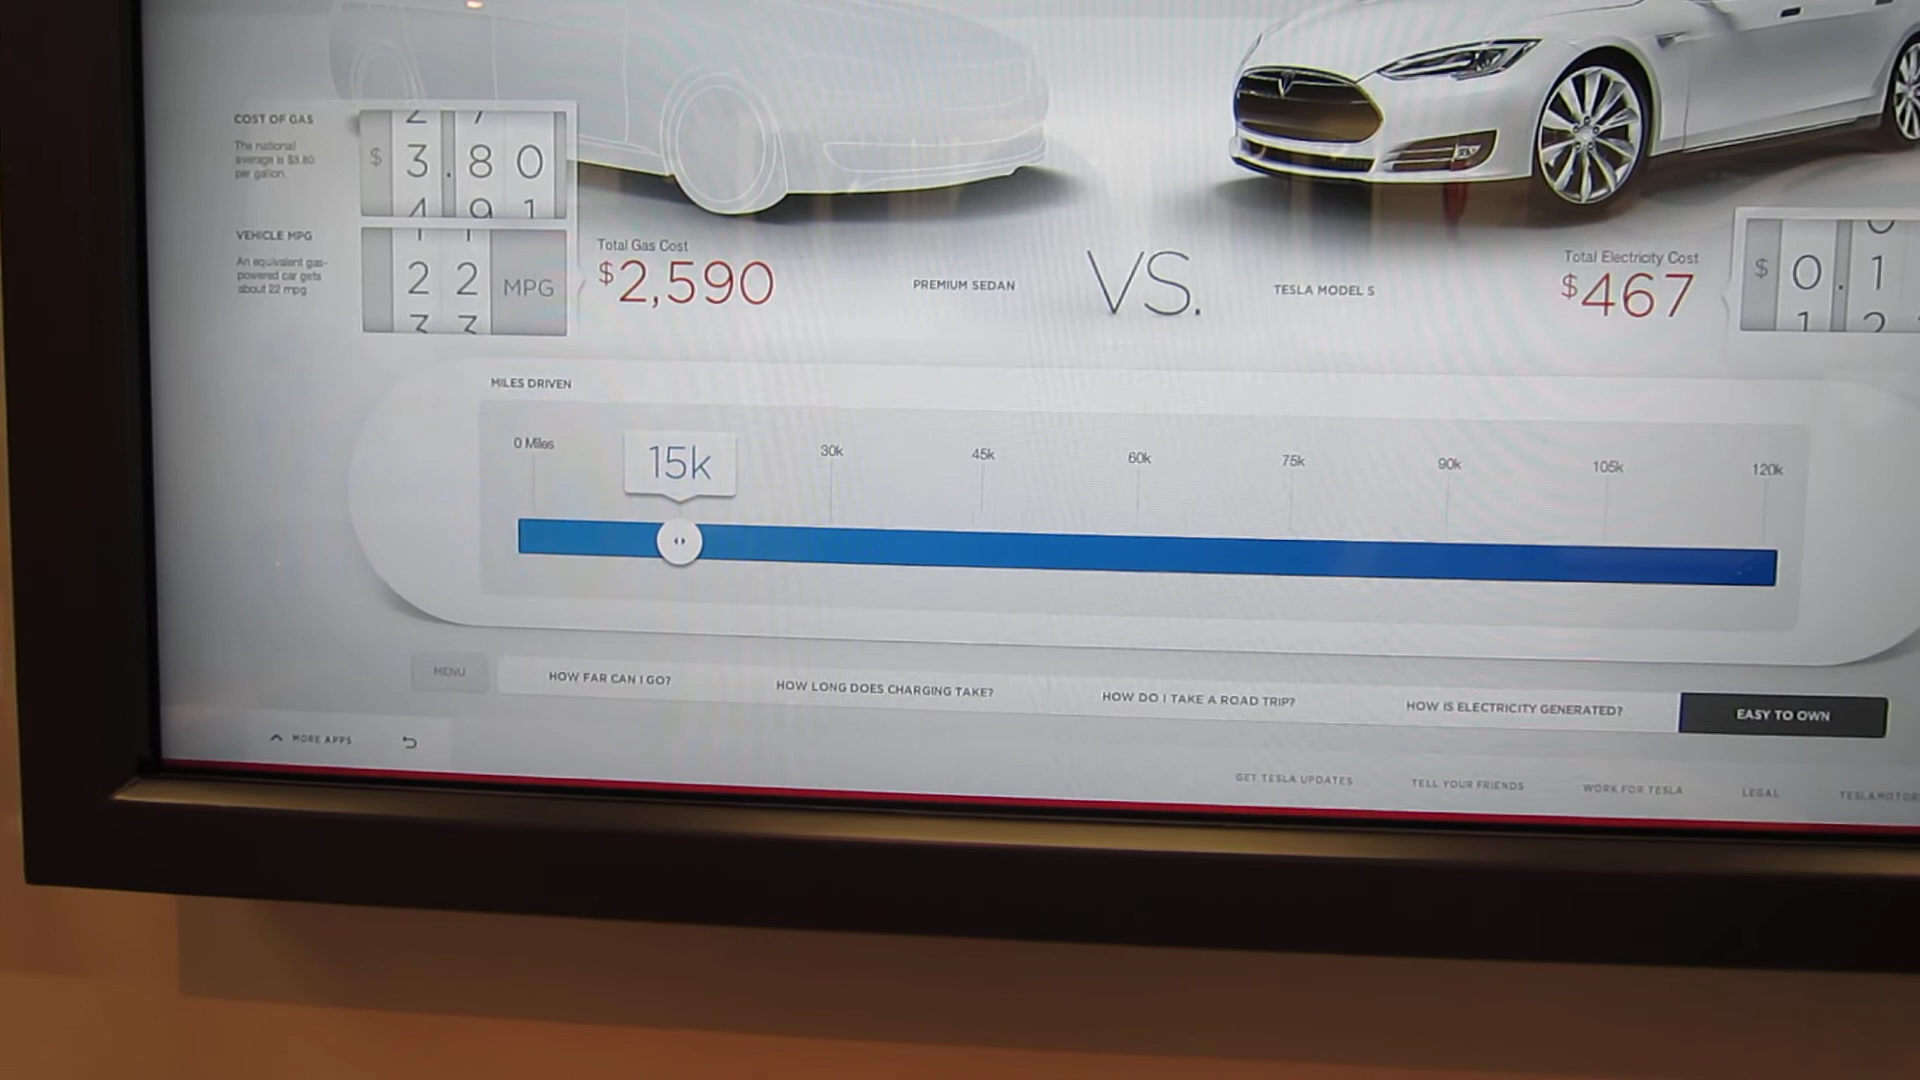 COST OF GAS
The national
average is $3.80
per gallon.
$ 3.80
VEHICLE MPG
An equivalent gas-
powered car gets
about 22 mpg
22 MPG
Total Gas Cost
$2,590
PREMIUM SEDAN
VS.
TESLA MODEL S
Total Electricity Cost
$467
$ 0.1
MILES DRIVEN
0 Miles
15k
30k
45k
60k
75k
90k
105k
120k
MENU
HOW FAR CAN I GO?
HOW LONG DOES CHARGING TAKE?
HOW DO I TAKE A ROAD TRIP?
HOW IS ELECTRICITY GENERATED?
EASY TO OWN
MORE APPS
GET TESLA UPDATES
TELL YOUR FRIENDS
WORK FOR TESLA
LEGAL
TESLAMOTOR